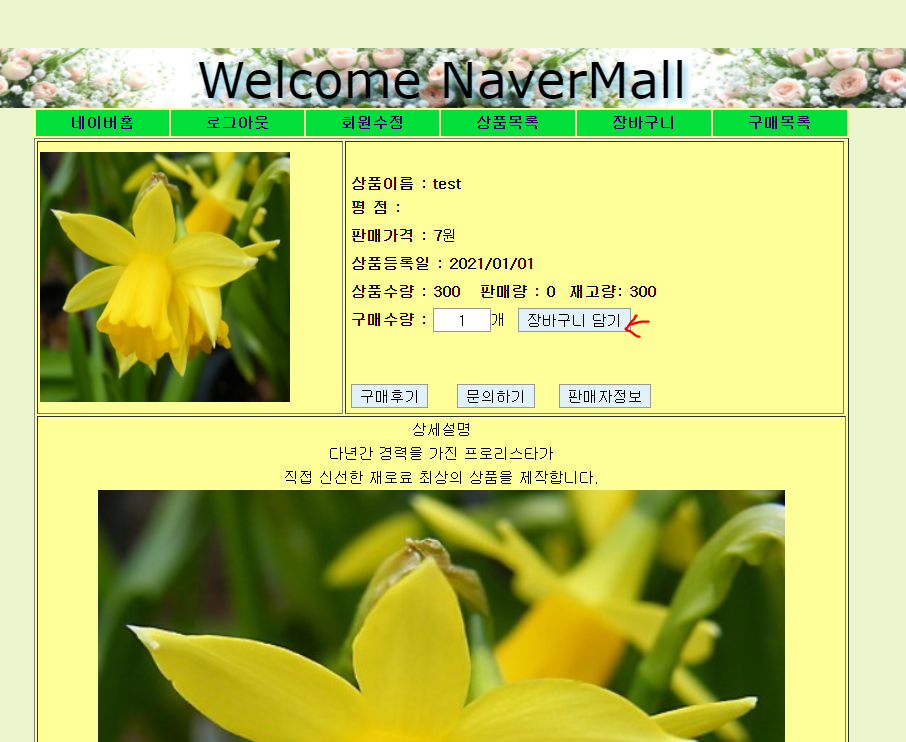 Welcome NaverMall
네이버홈 로그아웃 회원수정 상품목록 장바구니 구매목록
상품이름 : test
평 점 :
판매가격 : 7원
상품등록일 : 2021/01/01
상품수량 : 300 판매량 : 0 재고량: 300
구매수량 : 1 개 장바구니 담기
구매후기 문의하기 판매자정보
상세설명
다년간 경력을 가진 프로리스타가
직접 신선한 재로료 최상의 상품을 제작합니다.